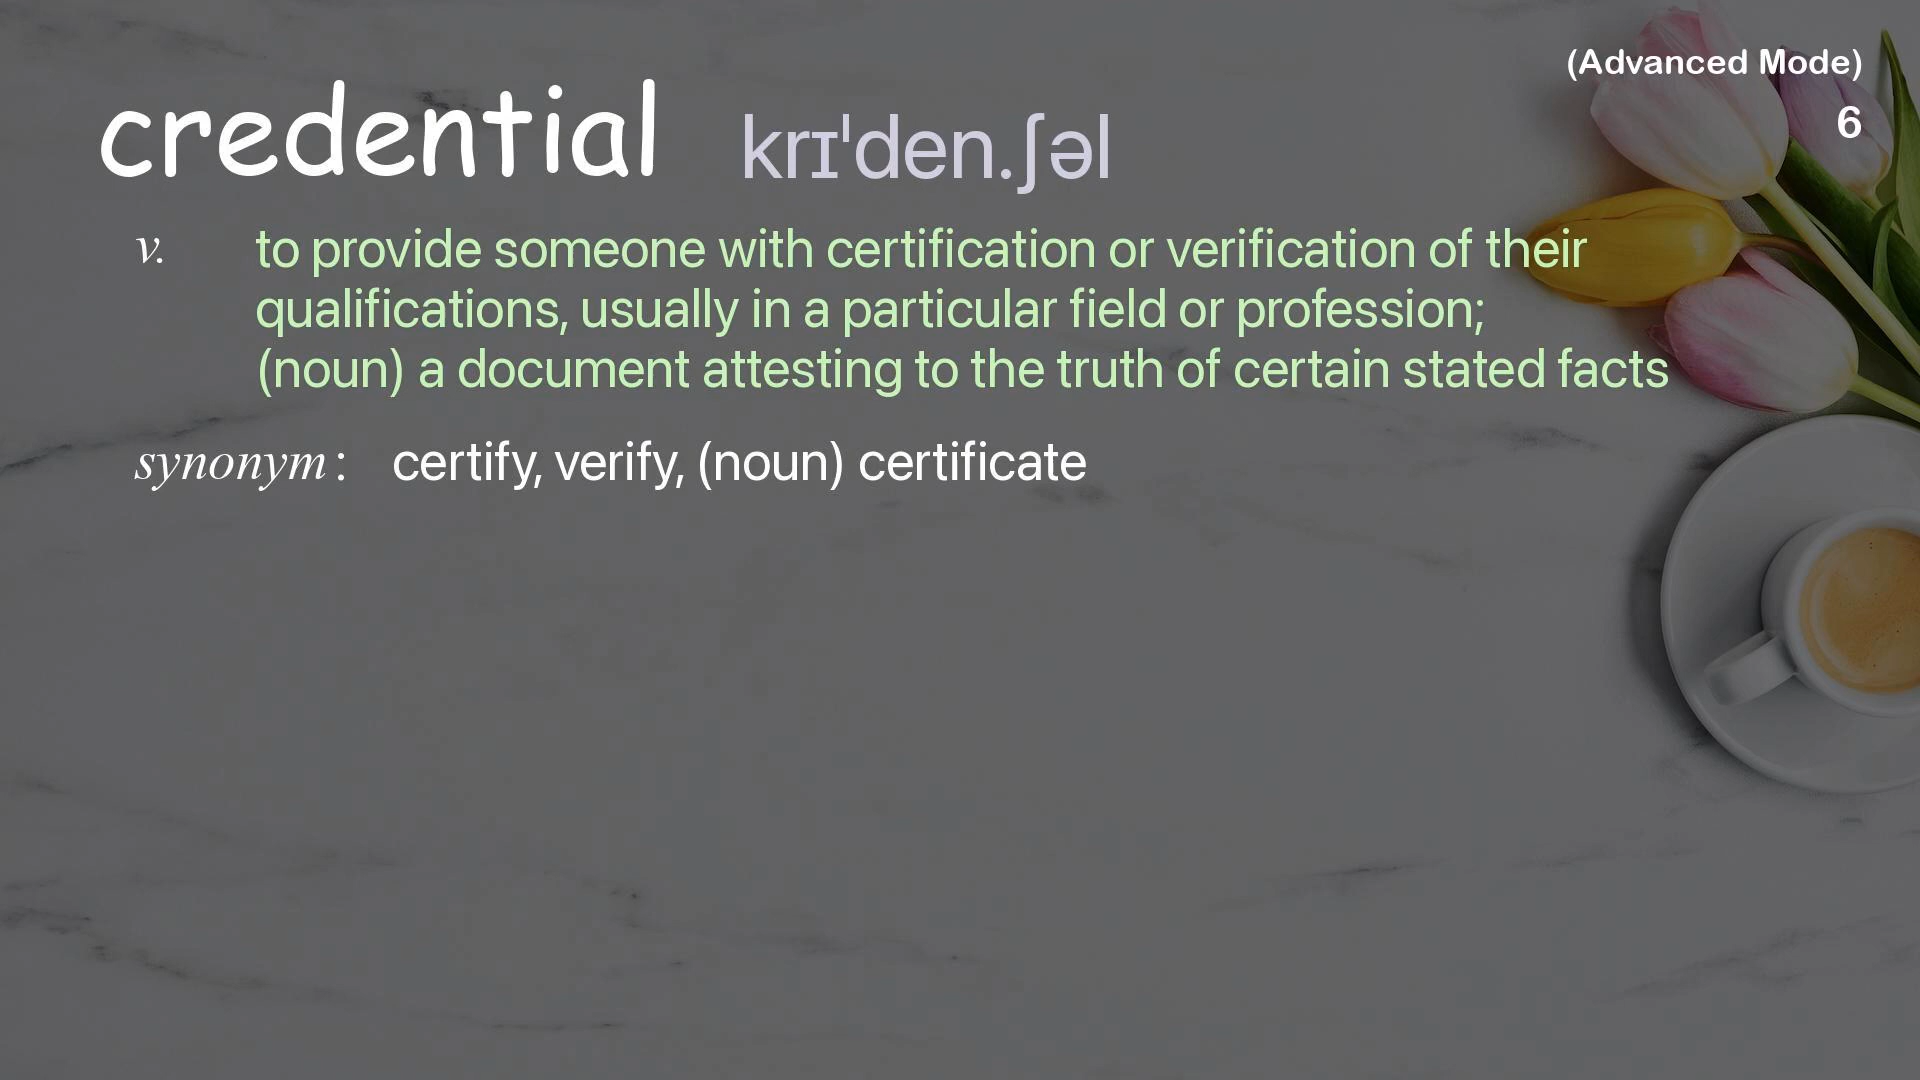 (Advanced Mode)
6
credential krɪˈden.ʃəl
v. to provide someone with certification or verification of their
qualifications, usually in a particular field or profession;
(noun) a document attesting to the truth of certain stated facts
synonym: certify, verify, (noun) certificate